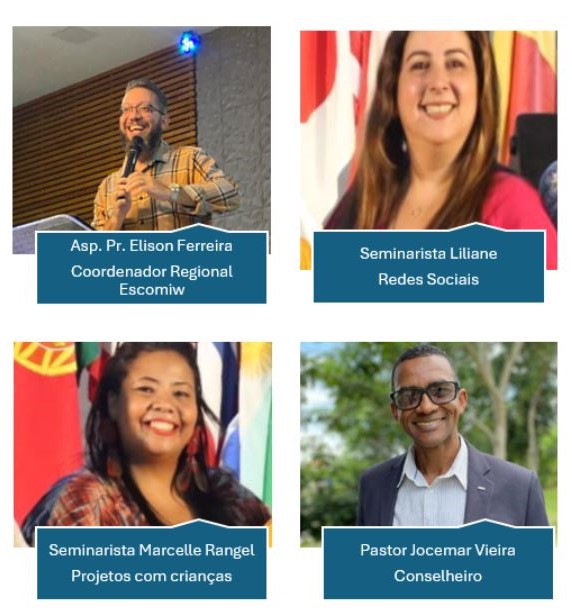 Asp. Pr. Elison Ferreira
Coordenador Regional
Escomiw
Seminarista Liliane
Redes Sociais
Seminarista Marcelle Rangel
Projetos com crianças
Pastor Jocemar Vieira
Conselheiro